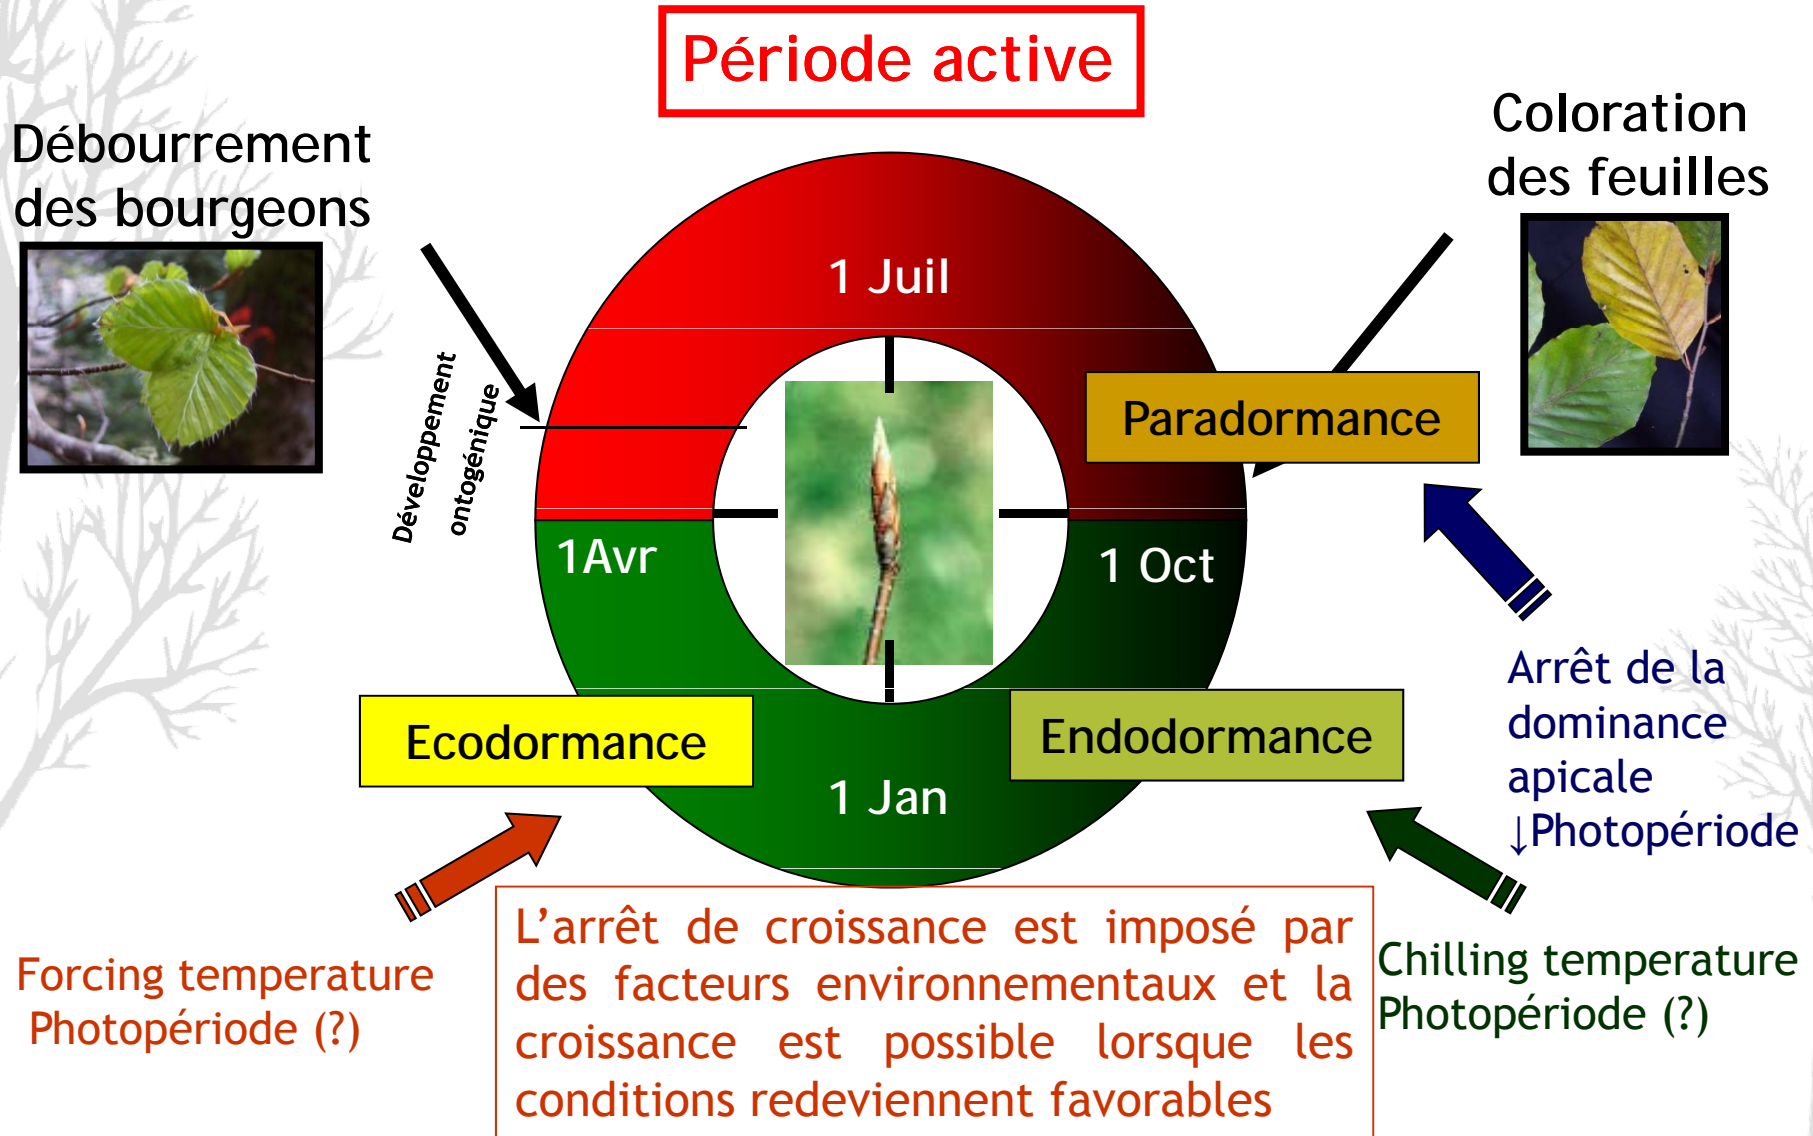 Période active
Débourrement
des bourgeons
Coloration
des feuilles
1 Juil
Développement
ontogénique
Paradormance
1Avr
1 Oct
Ecodormance
Endodormance
1 Jan
Arrêt de la
dominance
apicale
↓Photopériode
Forcing temperature
Photopériode (?)
L’arrêt de croissance est imposé par
des facteurs environnementaux et la
croissance est possible lorsque les
conditions redeviennent favorables
Chilling temperature
Photopériode (?)